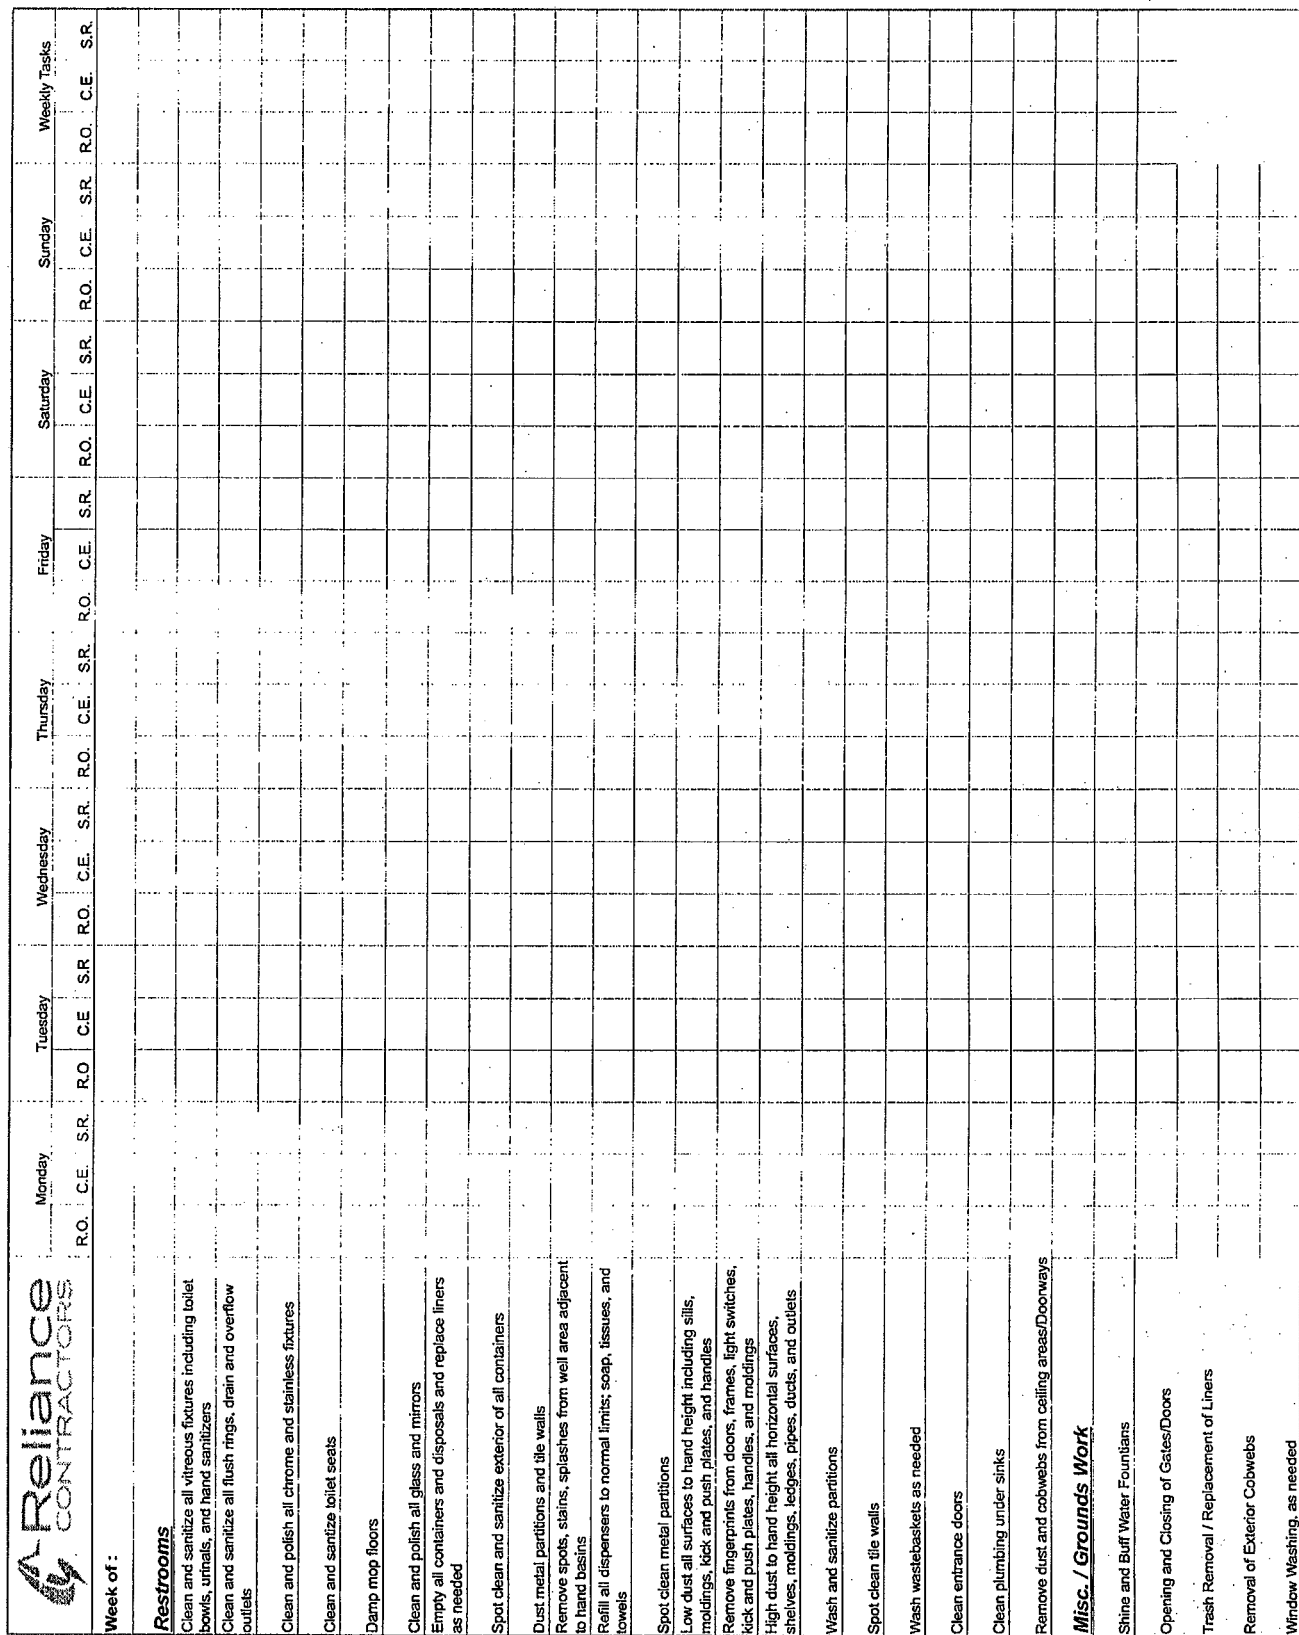 Reliance
CONTRACTORS
Monday Tuesday Wednesday Thursday Friday Saturday Sunday Weekly Tasks
R.O. C.E. S.R. R.O C.E S.R R.O. C.E. S.R. R.O. C.E. S.R. R.O. C.E. S.R. R.O. C.E. S.R. R.O. C.E. S.R. R.O. C.E. S.R.
Week of :
Restrooms
Clean and sanitize all vitreous fixtures including toilet
bowls, urinals, and hand sanitizers
Clean and sanitize all flush rings, drain and overflow
outlets
Clean and polish all chrome and stainless fixtures
Clean and sanitize toilet seats
Damp mop floors
Clean and polish all glass and mirrors
Empty all containers and disposals and replace liners
as needed
Spot clean and sanitize exterior of all containers
Dust metal partitions and tile walls
Remove spots, stains, splashes from well area adjacent
to hand basins
Refill all dispensers to normal limits; soap, tissues, and
towels
Spot clean metal partitions
Low dust all surfaces to hand height including sills,
moldings, kick and push plates, and handles
Remove fingerprints from doors, frames, light switches,
kick and push plates, handles, and moldings
High dust to hand height all horizontal surfaces,
shelves, moldings, ledges, pipes, ducts, and outlets
Wash and sanitize partitions
Spot clean tile walls
Wash wastebaskets as needed
Clean entrance doors
Clean plumbing under sinks
Remove dust and cobwebs from ceiling areas/Doorways
Misc. / Grounds Work
Shine and Buff Water Fountians
Opening and Closing of Gates/Doors
Trash Removal / Replacement of Liners
Removal of Exterior Cobwebs
Window Washing, as needed